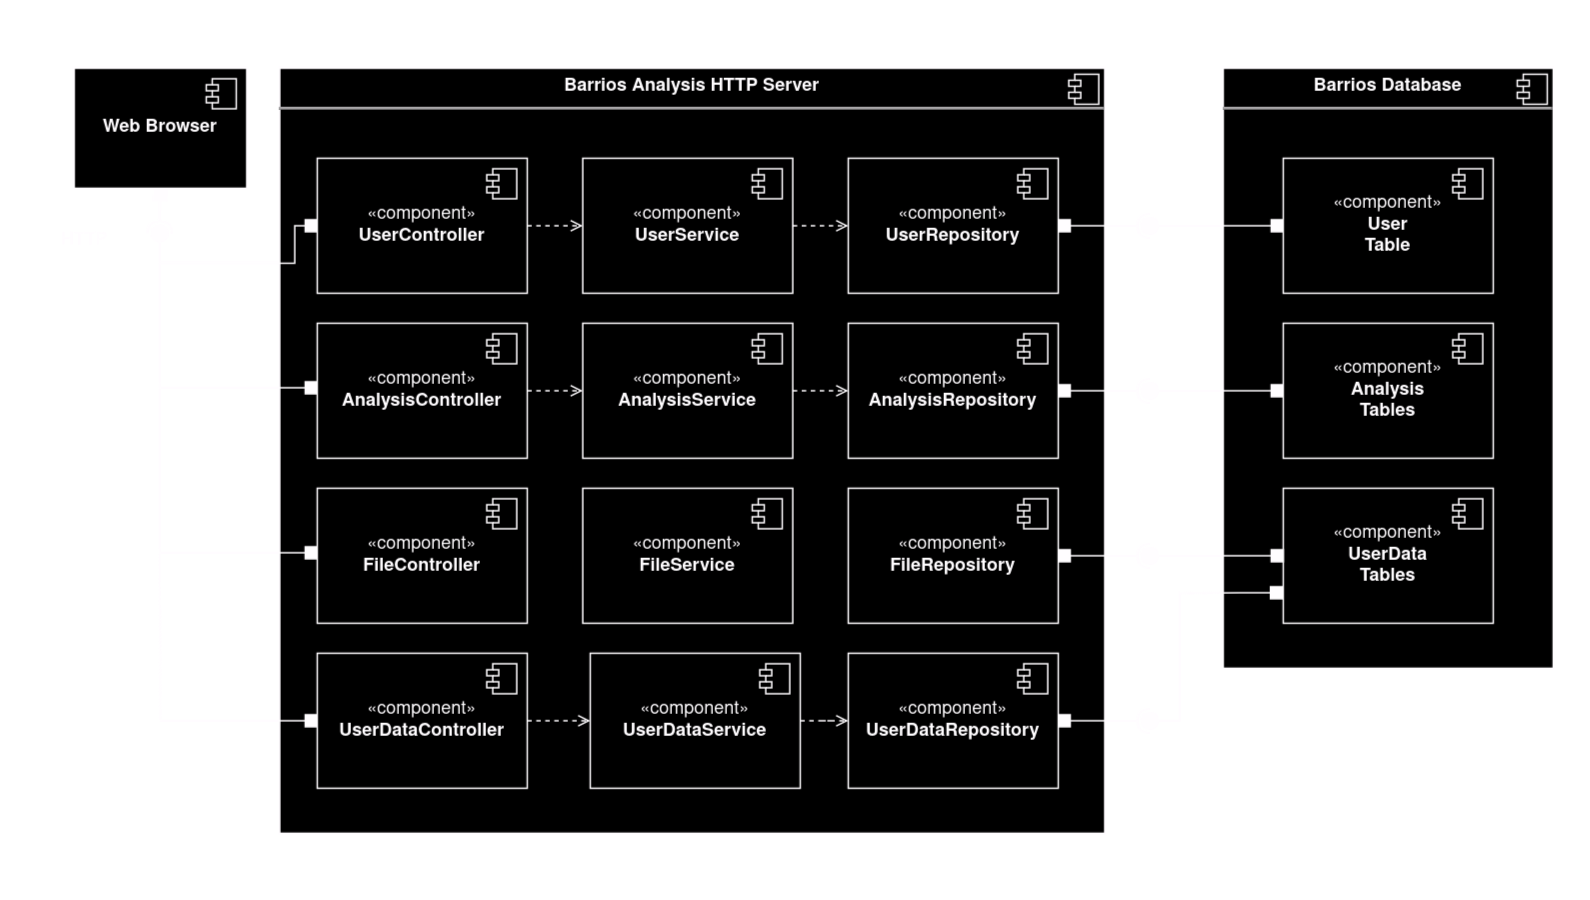 Web Browser
Barrios Analysis HTTP Server
«component»
UserController
«component»
UserService
«component»
UserRepository
«component»
AnalysisController
«component»
AnalysisService
«component»
AnalysisRepository
«component»
FileController
«component»
FileService
«component»
FileRepository
«component»
UserDataController
«component»
UserDataService
«component»
UserDataRepository
Barrios Database
«component»
User
Table
«component»
Analysis
Tables
«component»
UserData
Tables